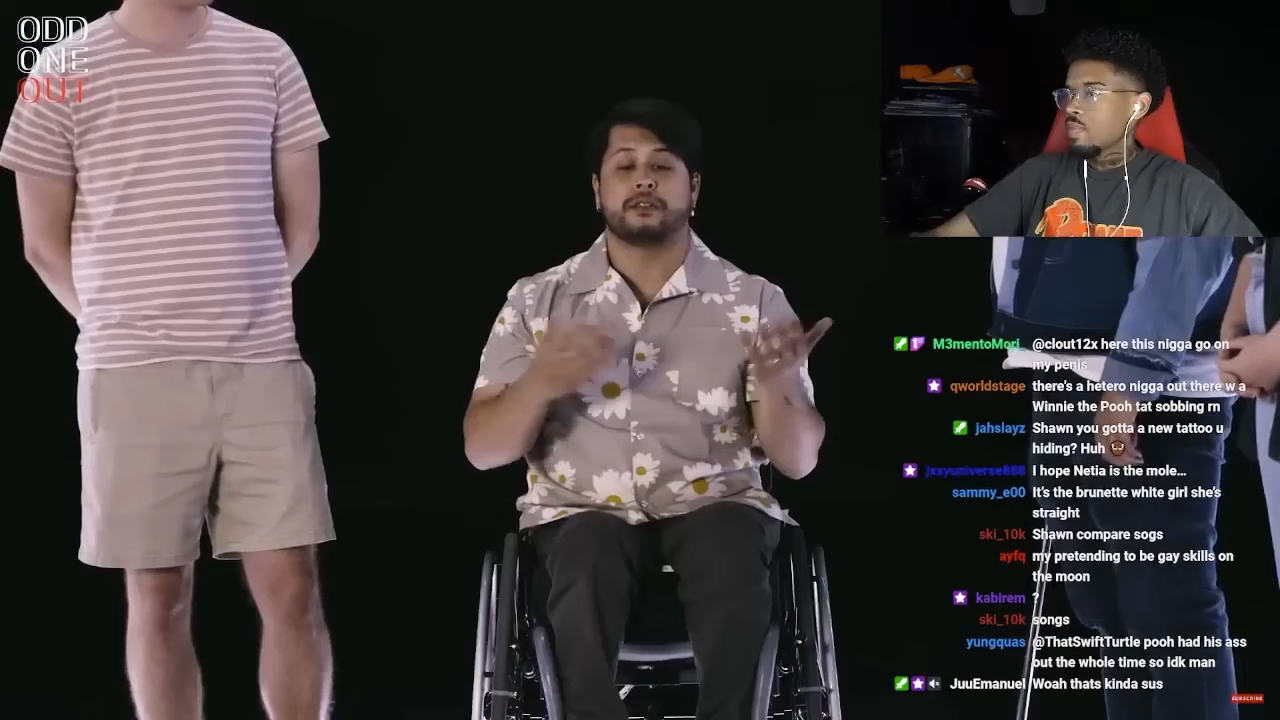 ODD
ONE
OUT
M3mentoMori @clout12x here this nigga go on
my penis
qworldstage there's a hetero nigga out there w a
Winnie the Pooh tat sobbing rn
jahslayz Shawn you gotta a new tattoo u
hiding? Huh
jxxyuniverse888 I hope Netia is the mole...
sammy_e00 It's the brunette white girl she's
straight
ski_10k Shawn compare sogs
ayfq my pretending to be gay skills on
the moon
kabirem ?
ski_10k songs
yungquas @ThatSwiftTurtle pooh had his ass
out the whole time so idk man
JuuEmanuel Woah thats kinda sus
SUBSCRIBE